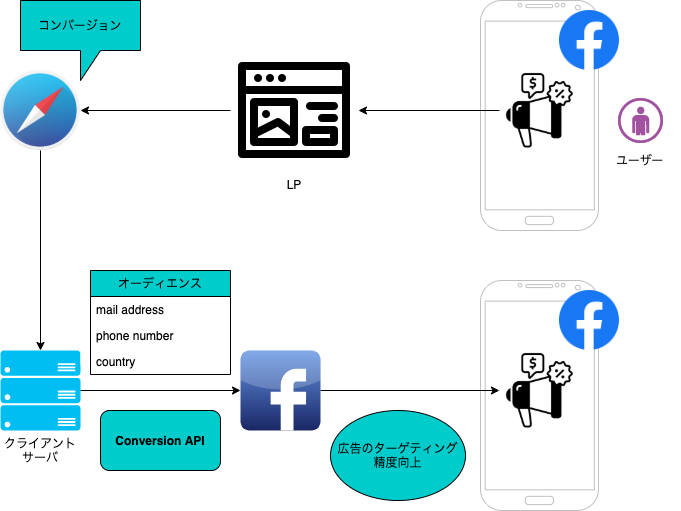 コンバージョン
LP
ユーザー
オーディエンス
mail address
phone number
country
クライアント
サーバ
Conversion API
広告のターゲティング
精度向上